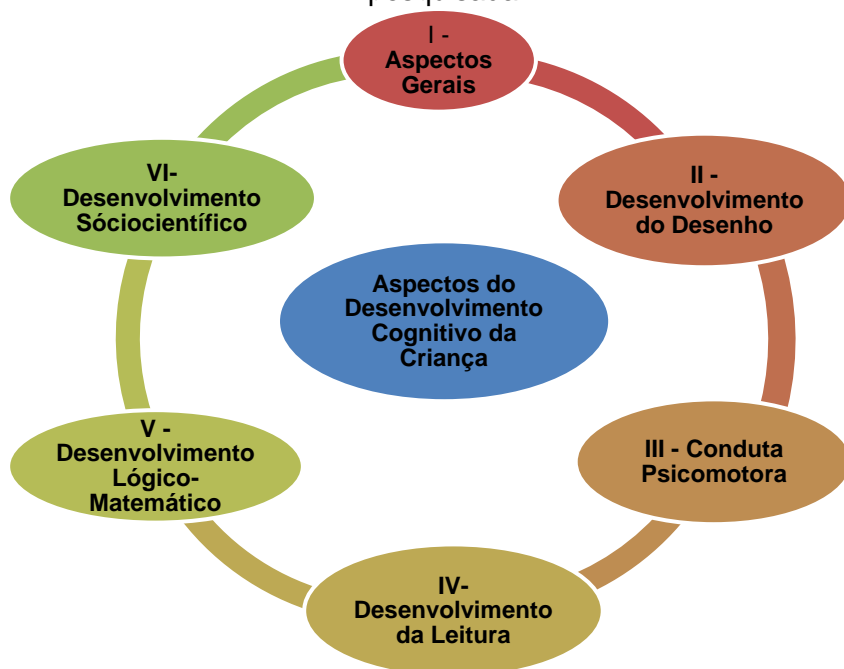 I -
Aspectos
Gerais
II -
Desenvolvimento
do Desenho
III - Conduta
Psicomotora
IV-
Desenvolvimento
da Leitura
V -
Desenvolvimento
Lógico-
Matemático
VI-
Desenvolvimento
Sóciocientífico
Aspectos do
Desenvolvimento
Cognitivo da
Criança